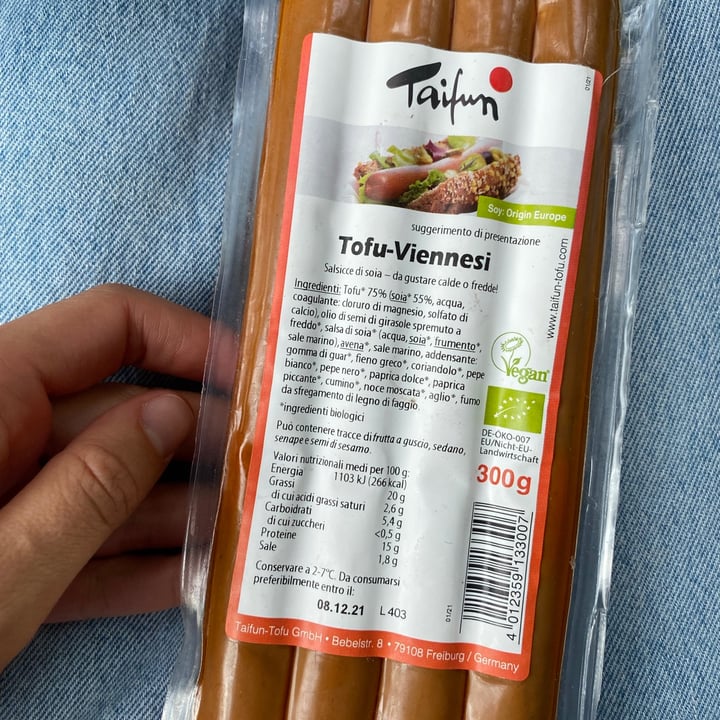 Taifun
01/21
Soy: Origin Europe
suggerimento di presentazione
Tofu-Viennesi
Salsicce di soia – da gustare calde o fredde!
www.taifun-tofu.com
Ingredienti: Tofu* 75% (soia* 55%, acqua,
coagulante: cloruro di magnesio, solfato di
calcio), olio di semi di girasole spremuto a
freddo*, salsa di soia* (acqua, soia*, frumento*,
sale marino), avena*, sale marino, addensante:
gomma di guar*, fieno greco*, coriandolo*, pepe
bianco*, pepe nero*, paprica dolce*, paprica
piccante*, cumino*, noce moscata*, aglio*, fumo
da sfregamento di legno di faggio.
*ingredienti biologici
Può contenere tracce di frutta a guscio, sedano,
senape e semi di sesamo.
Vegan
DE-ÖKO-007
EU/Nicht-EU-
Landwirtschaft
300g
Valori nutrizionali medi per 100 g:
Energia 1103 kJ (266 kcal)
Grassi 20 g
di cui acidi grassi saturi 2,6 g
Carboidrati 5,4 g
di cui zuccheri <0,5 g
Proteine 15 g
Sale 1,8 g
Conservare a 2-7°C. Da consumarsi
preferibilmente entro il:
08.12.21 L 403
01/21
4 012359 133007
Taifun-Tofu GmbH • Bebelstr. 8 • 79108 Freiburg / Germany